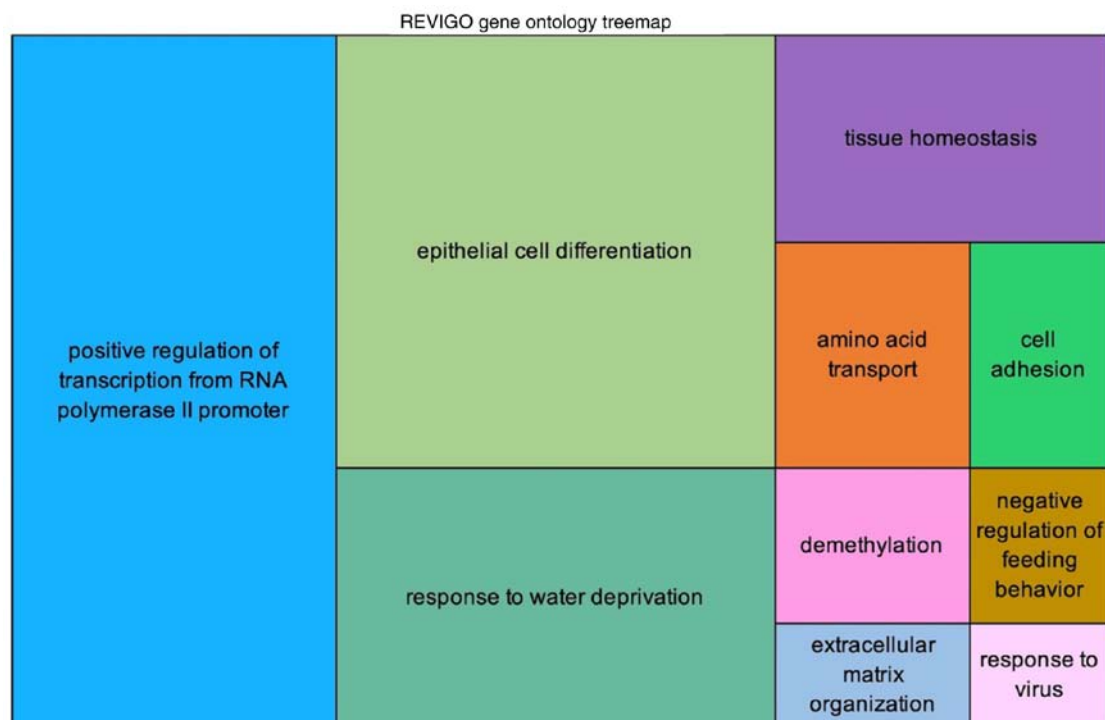 REVIGO gene ontology treemap
positive regulation of
transcription from RNA
polymerase II promoter
epithelial cell differentiation
response to water deprivation
tissue homeostasis
amino acid
transport
cell
adhesion
demethylation
negative
regulation of
feeding
behavior
extracellular
matrix
organization
response to
virus